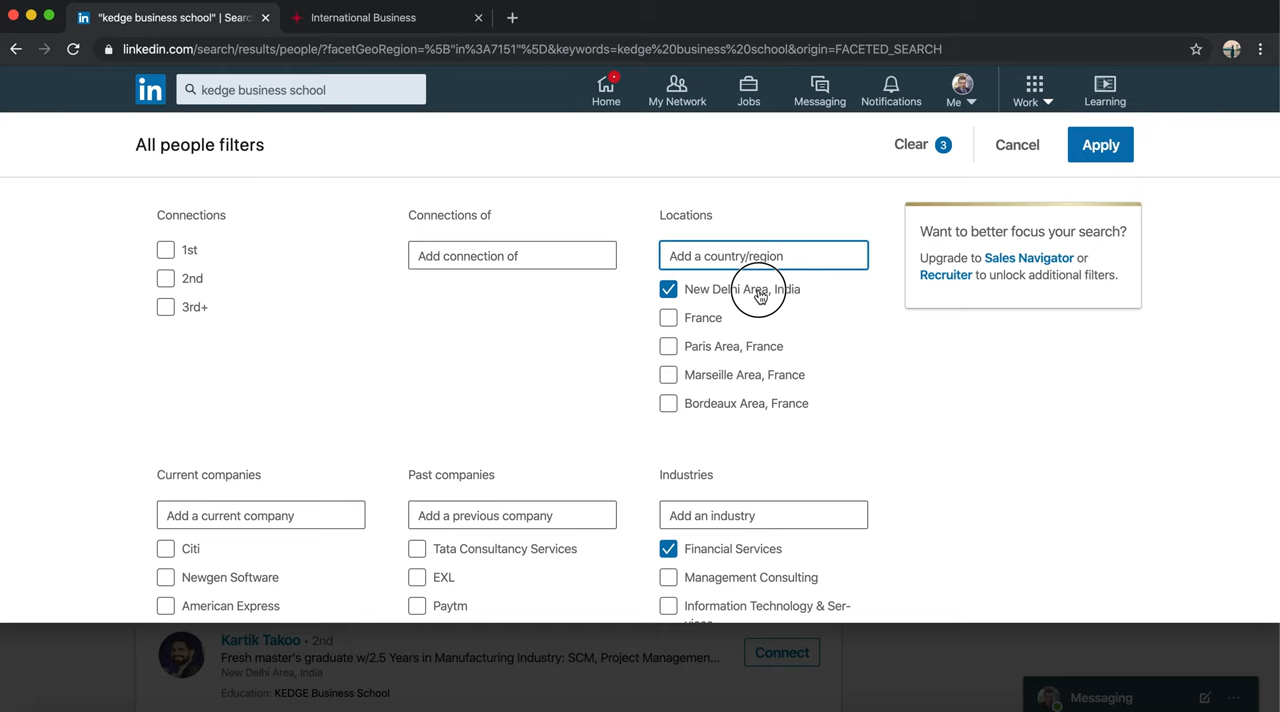 "kedge business school" | Searc
International Business
linkedin.com/search/results/people/?facetGeoRegion=%5B"in%3A7151"%5D&keywords=kedge%20business%20school&origin=FACETED_SEARCH
in
kedge business school
Home
My Network
Jobs
Messaging
Notifications
Me
Work
Learning
All people filters
Clear 3
Cancel
Apply
Connections
1st
2nd
3rd+
Connections of
Add connection of
Locations
Add a country/region
New Delhi Area, India
France
Paris Area, France
Marseille Area, France
Bordeaux Area, France
Want to better focus your search?
Upgrade to Sales Navigator or
Recruiter to unlock additional filters.
Current companies
Add a current company
Citi
Newgen Software
American Express
Past companies
Add a previous company
Tata Consultancy Services
EXL
Paytm
Industries
Add an industry
Financial Services
Management Consulting
Information Technology & Ser-
vices
Kartik Takoo • 2nd
Fresh master's graduate w/2.5 Years in Manufacturing Industry: SCM, Project Managemen...
New Delhi Area, India
Education: KEDGE Business School
Connect
Messaging